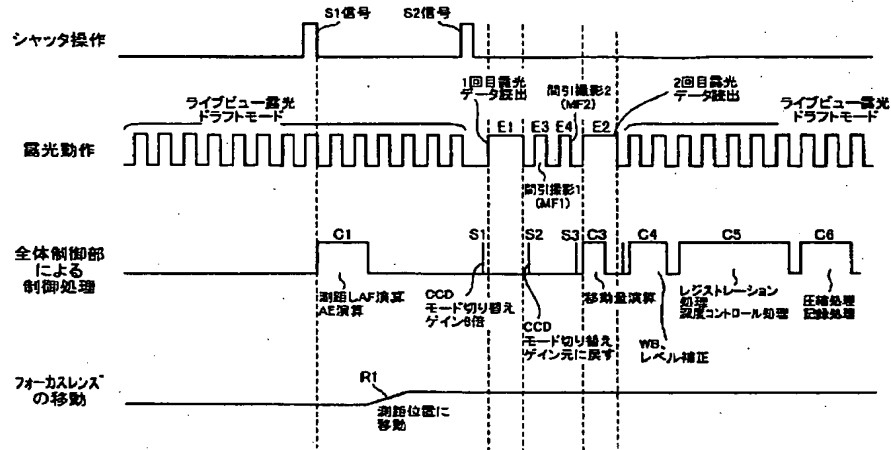 S1信号
S2信号
シャッタ操作
1回目露光
データ読出
間引撮影2
(MF2)
2回目露光
データ読出
ライブビュー露光
ドラフトモード
ライブビュー露光
ドラフトモード
E1
E3
E4
E2
露光動作
間引撮影1
(MF1)
C1
S1
S2
S3
C3
C4
C5
C6
全体制御部
による
制御処理
測距しAF演算
AE演算
CCD
モード切り替え
ゲイン8倍
CCD
モード切り替え
ゲイン元に戻す
移動量演算
WB、
レベル補正
レジストレーション
処理
深度コントロール処理
圧縮処理
記録処理
フォーカスレンズ
の移動
R1
測距位置に
移動